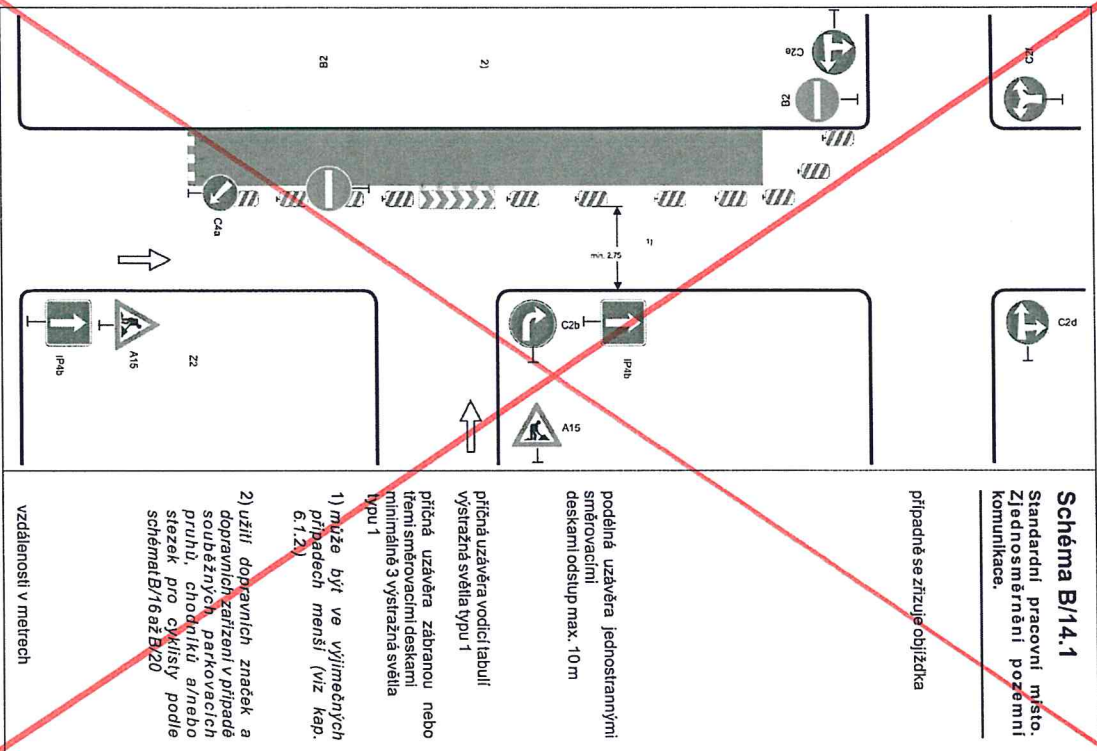 Schéma B/14.1
Standardní pracovní místo.
Zjednosměrnění pozemní
komunikace.
případně se zřizuje objížďka
podélná uzávěra jednostrannými
směrovacími
deskami odstup max. 10 m
příčná uzávěra vodicí tabulí
výstražná světla typu 1
příčná uzávěra zábranou nebo
třemi směrovacími deskami
minimálně 3 výstražná světla
typu 1
1) může být ve výjimečných
případech menší (viz kap.
6.1.2.)
2) užití dopravních značek a
dopravních zařízení v případě
souběžných parkovacích
pruhů, chodníků a/nebo
stezek pro cyklisty podle
schémat B/16 až B/20
vzdálenosti v metrech
C2f
C2d
C2e
B2
2)
B2
C4a
1)
min. 2,75
C2b
IP4b
A15
Z2
A15
IP4b